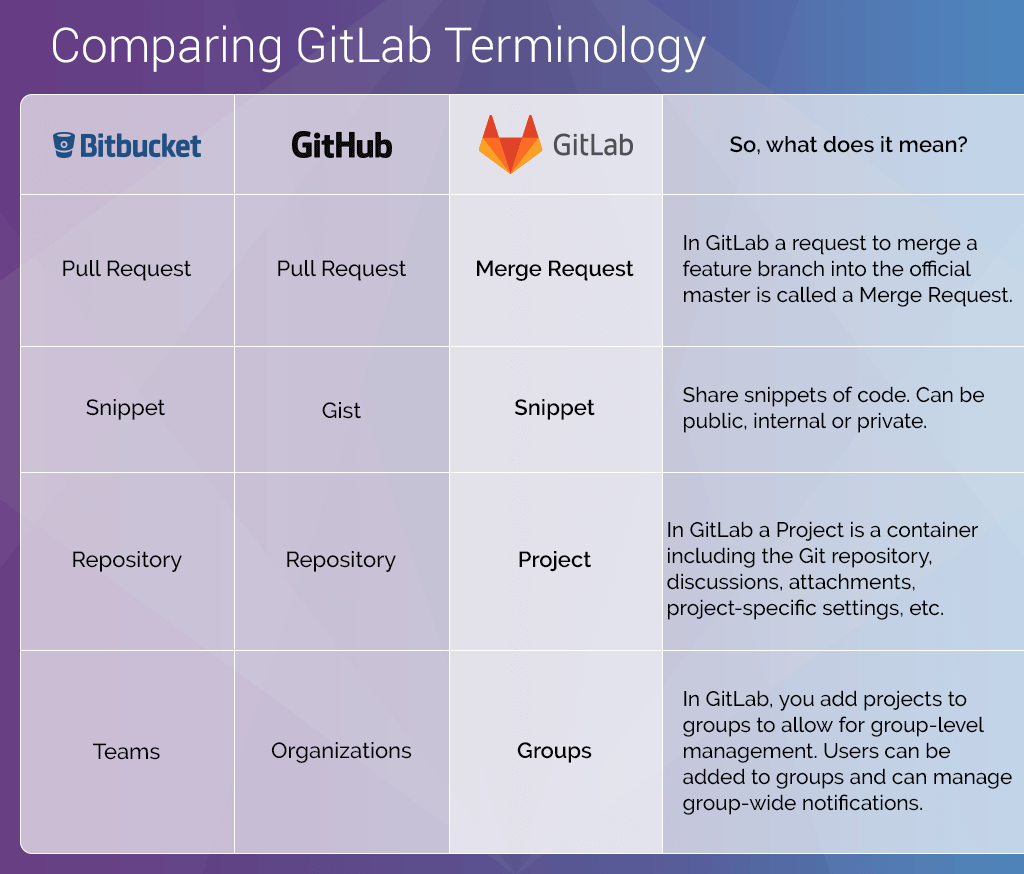 Comparing GitLab Terminology
Bitbucket
GitHub
GitLab
So, what does it mean?
Pull Request
Pull Request
Merge Request
In GitLab a request to merge a
feature branch into the official
master is called a Merge Request.
Snippet
Gist
Snippet
Share snippets of code. Can be
public, internal or private.
Repository
Repository
Project
In GitLab a Project is a container
including the Git repository,
discussions, attachments,
project-specific settings, etc.
Teams
Organizations
Groups
In GitLab, you add projects to
groups to allow for group-level
management. Users can be
added to groups and can manage
group-wide notifications.